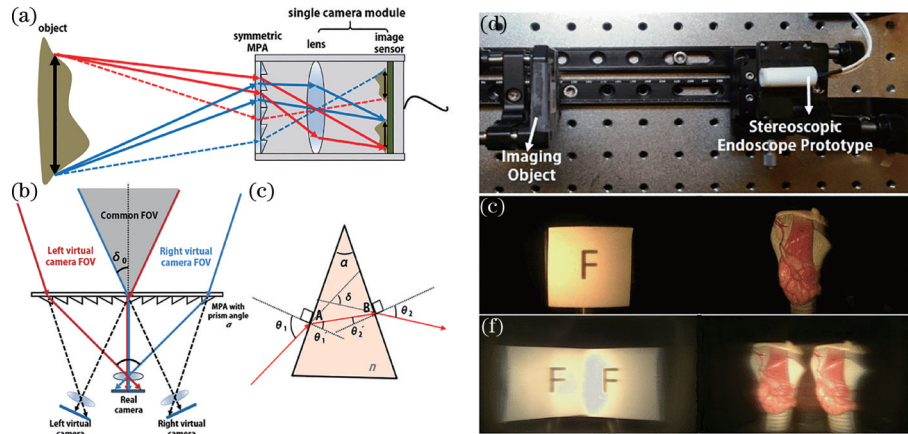 (a)
object
symmetric
MPA
single camera module
lens
image
sensor
(b)
Common FOV
Left virtual
camera FOV
δ₀
Right virtual
camera FOV
MPA with
prism angle
α
Real
camera
Left virtual
camera
Right virtual
camera
(c)
α
δ
A
B
θ₁
θ₁′
θ₂′
θ₂
n
(d)
Imaging
Object
Stereoscopic
Endoscope Prototype
(c)
F
(f)
F F